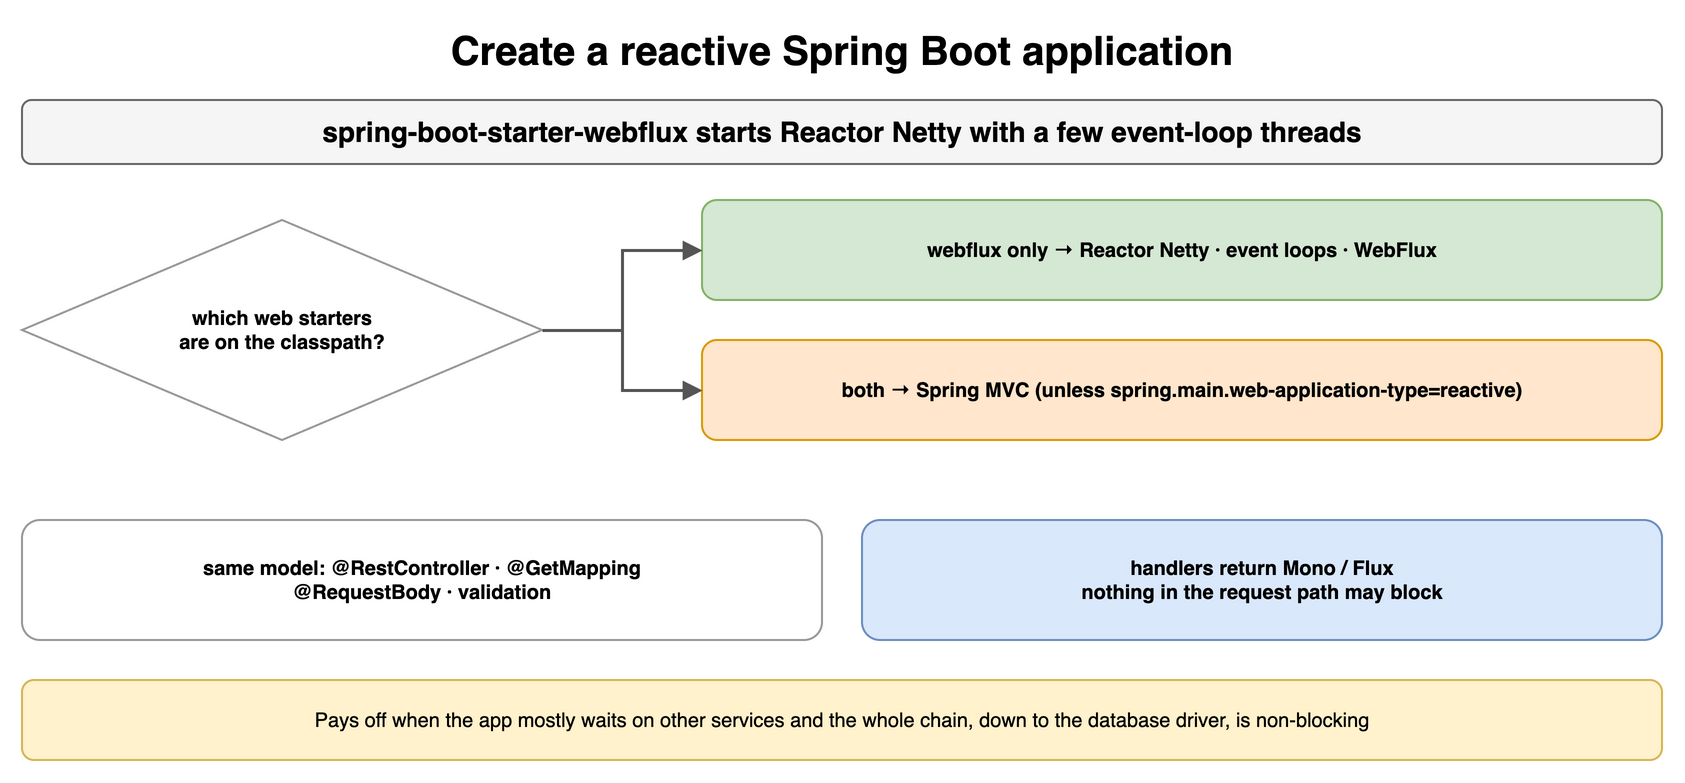 Create a reactive Spring Boot application
spring-boot-starter-webflux starts Reactor Netty with a few event-loop threads
webflux only → Reactor Netty · event loops · WebFlux
which web starters
are on the classpath?
both → Spring MVC (unless spring.main.web-application-type=reactive)
same model: @RestController · @GetMapping
@RequestBody · validation
handlers return Mono / Flux
nothing in the request path may block
Pays off when the app mostly waits on other services and the whole chain, down to the database driver, is non-blocking